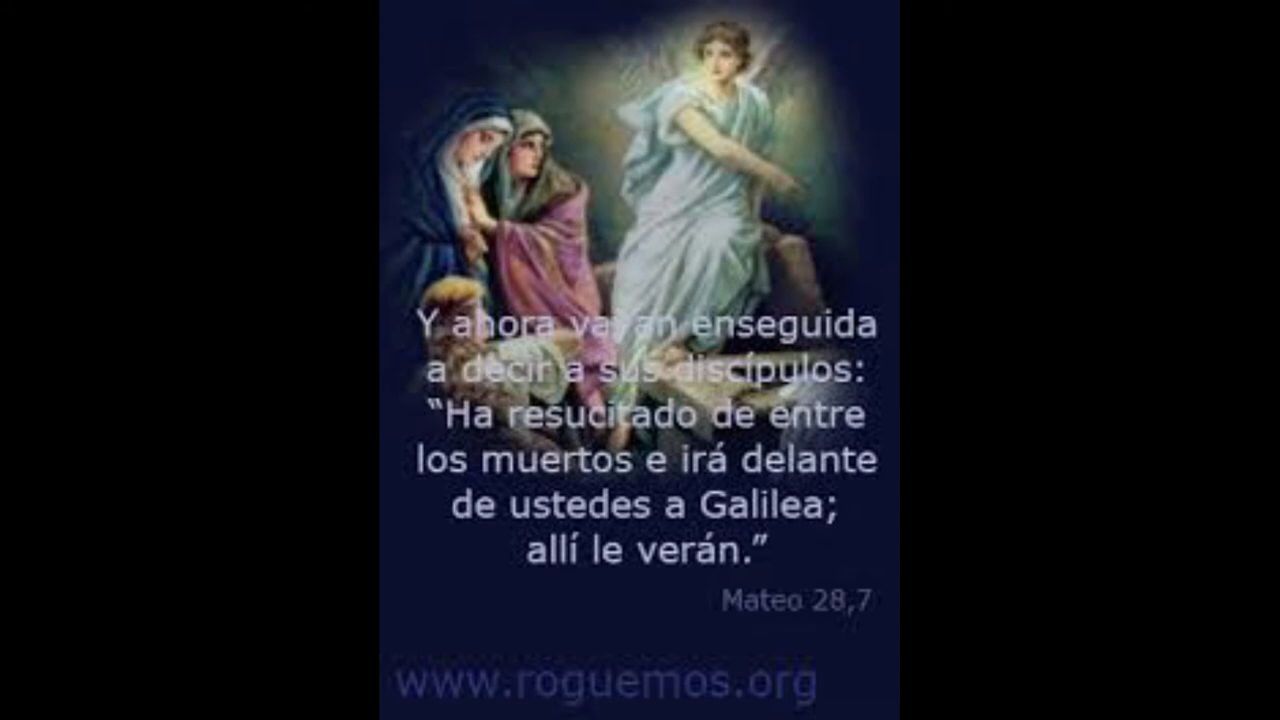 Y ahora vayan enseguida
a decir a sus discípulos:
“Ha resucitado de entre
los muertos e irá delante
de ustedes a Galilea;
allí le verán.”
Mateo 28,7
www.roguemos.org